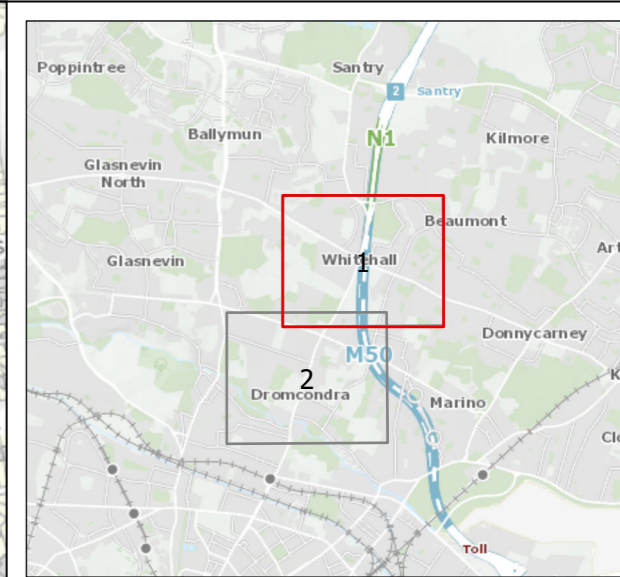 Poppintree
Santry
2
Santry
Ballymun
N1
Kilmore
Glasnevin
North
Beaumont
Glasnevin
Whitehall
1
Art
Donnycarney
M50
2
Dromcondra
Marino
K
Clo
Toll